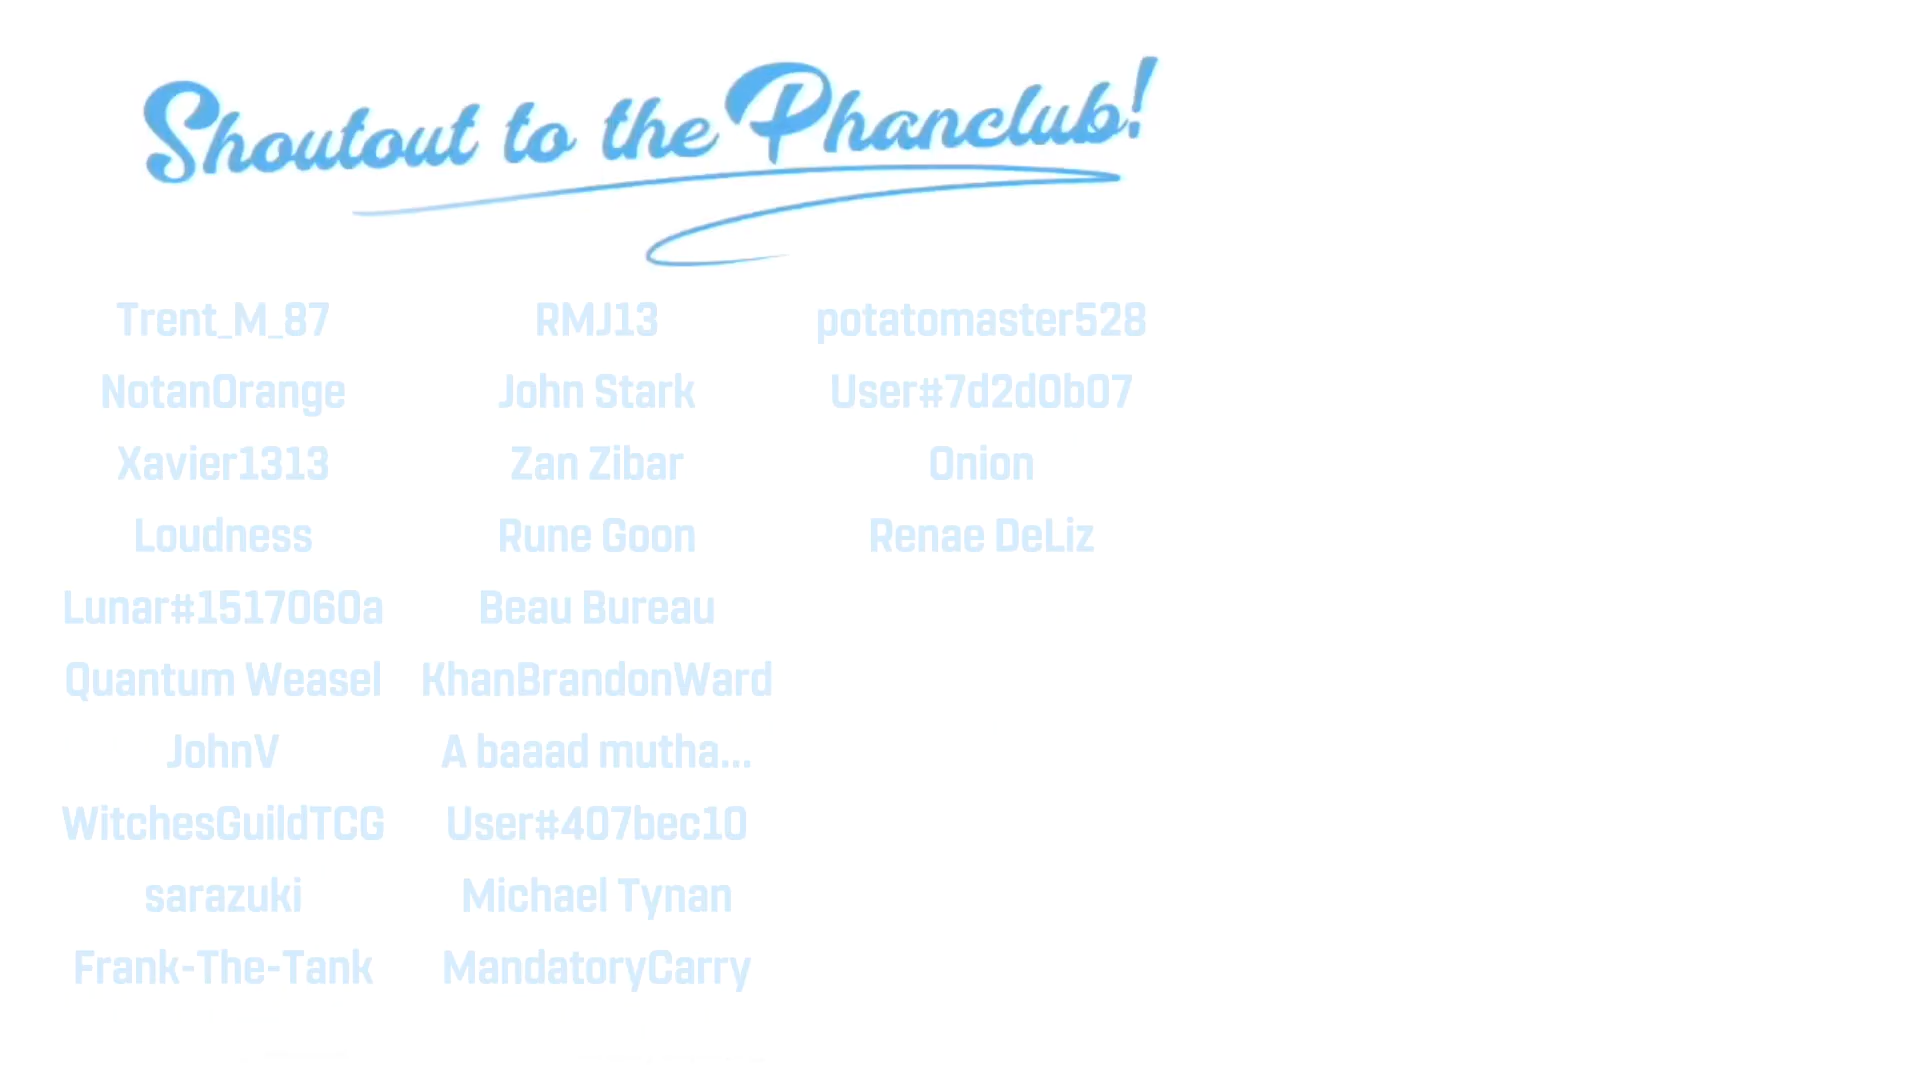 Shoutout to the Phanclub!
Trent_M_87
NotanOrange
Xavier1313
Loudness
Lunar#1517060a
Quantum Weasel
JohnV
WitchesGuildTCG
sarazuki
Frank-The-Tank
RMJ13
John Stark
Zan Zibar
Rune Goon
Beau Bureau
KhanBrandonWard
A baaad mutha...
User#407bec10
Michael Tynan
MandatoryCarry
potatomaster528
User#7d2d0b07
Onion
Renae DeLiz